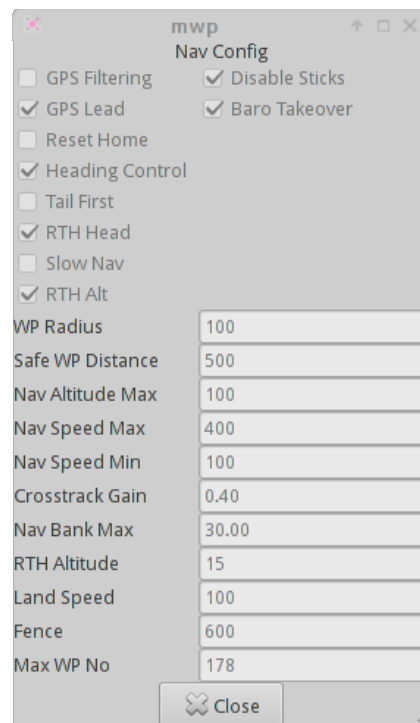 mwp
Nav Config
GPS Filtering Disable Sticks
GPS Lead Baro Takeover
Reset Home
Heading Control
Tail First
RTH Head
Slow Nav
RTH Alt
WP Radius 100
Safe WP Distance 500
Nav Altitude Max 100
Nav Speed Max 400
Nav Speed Min 100
Crosstrack Gain 0.40
Nav Bank Max 30.00
RTH Altitude 15
Land Speed 100
Fence 600
Max WP No 178
Close